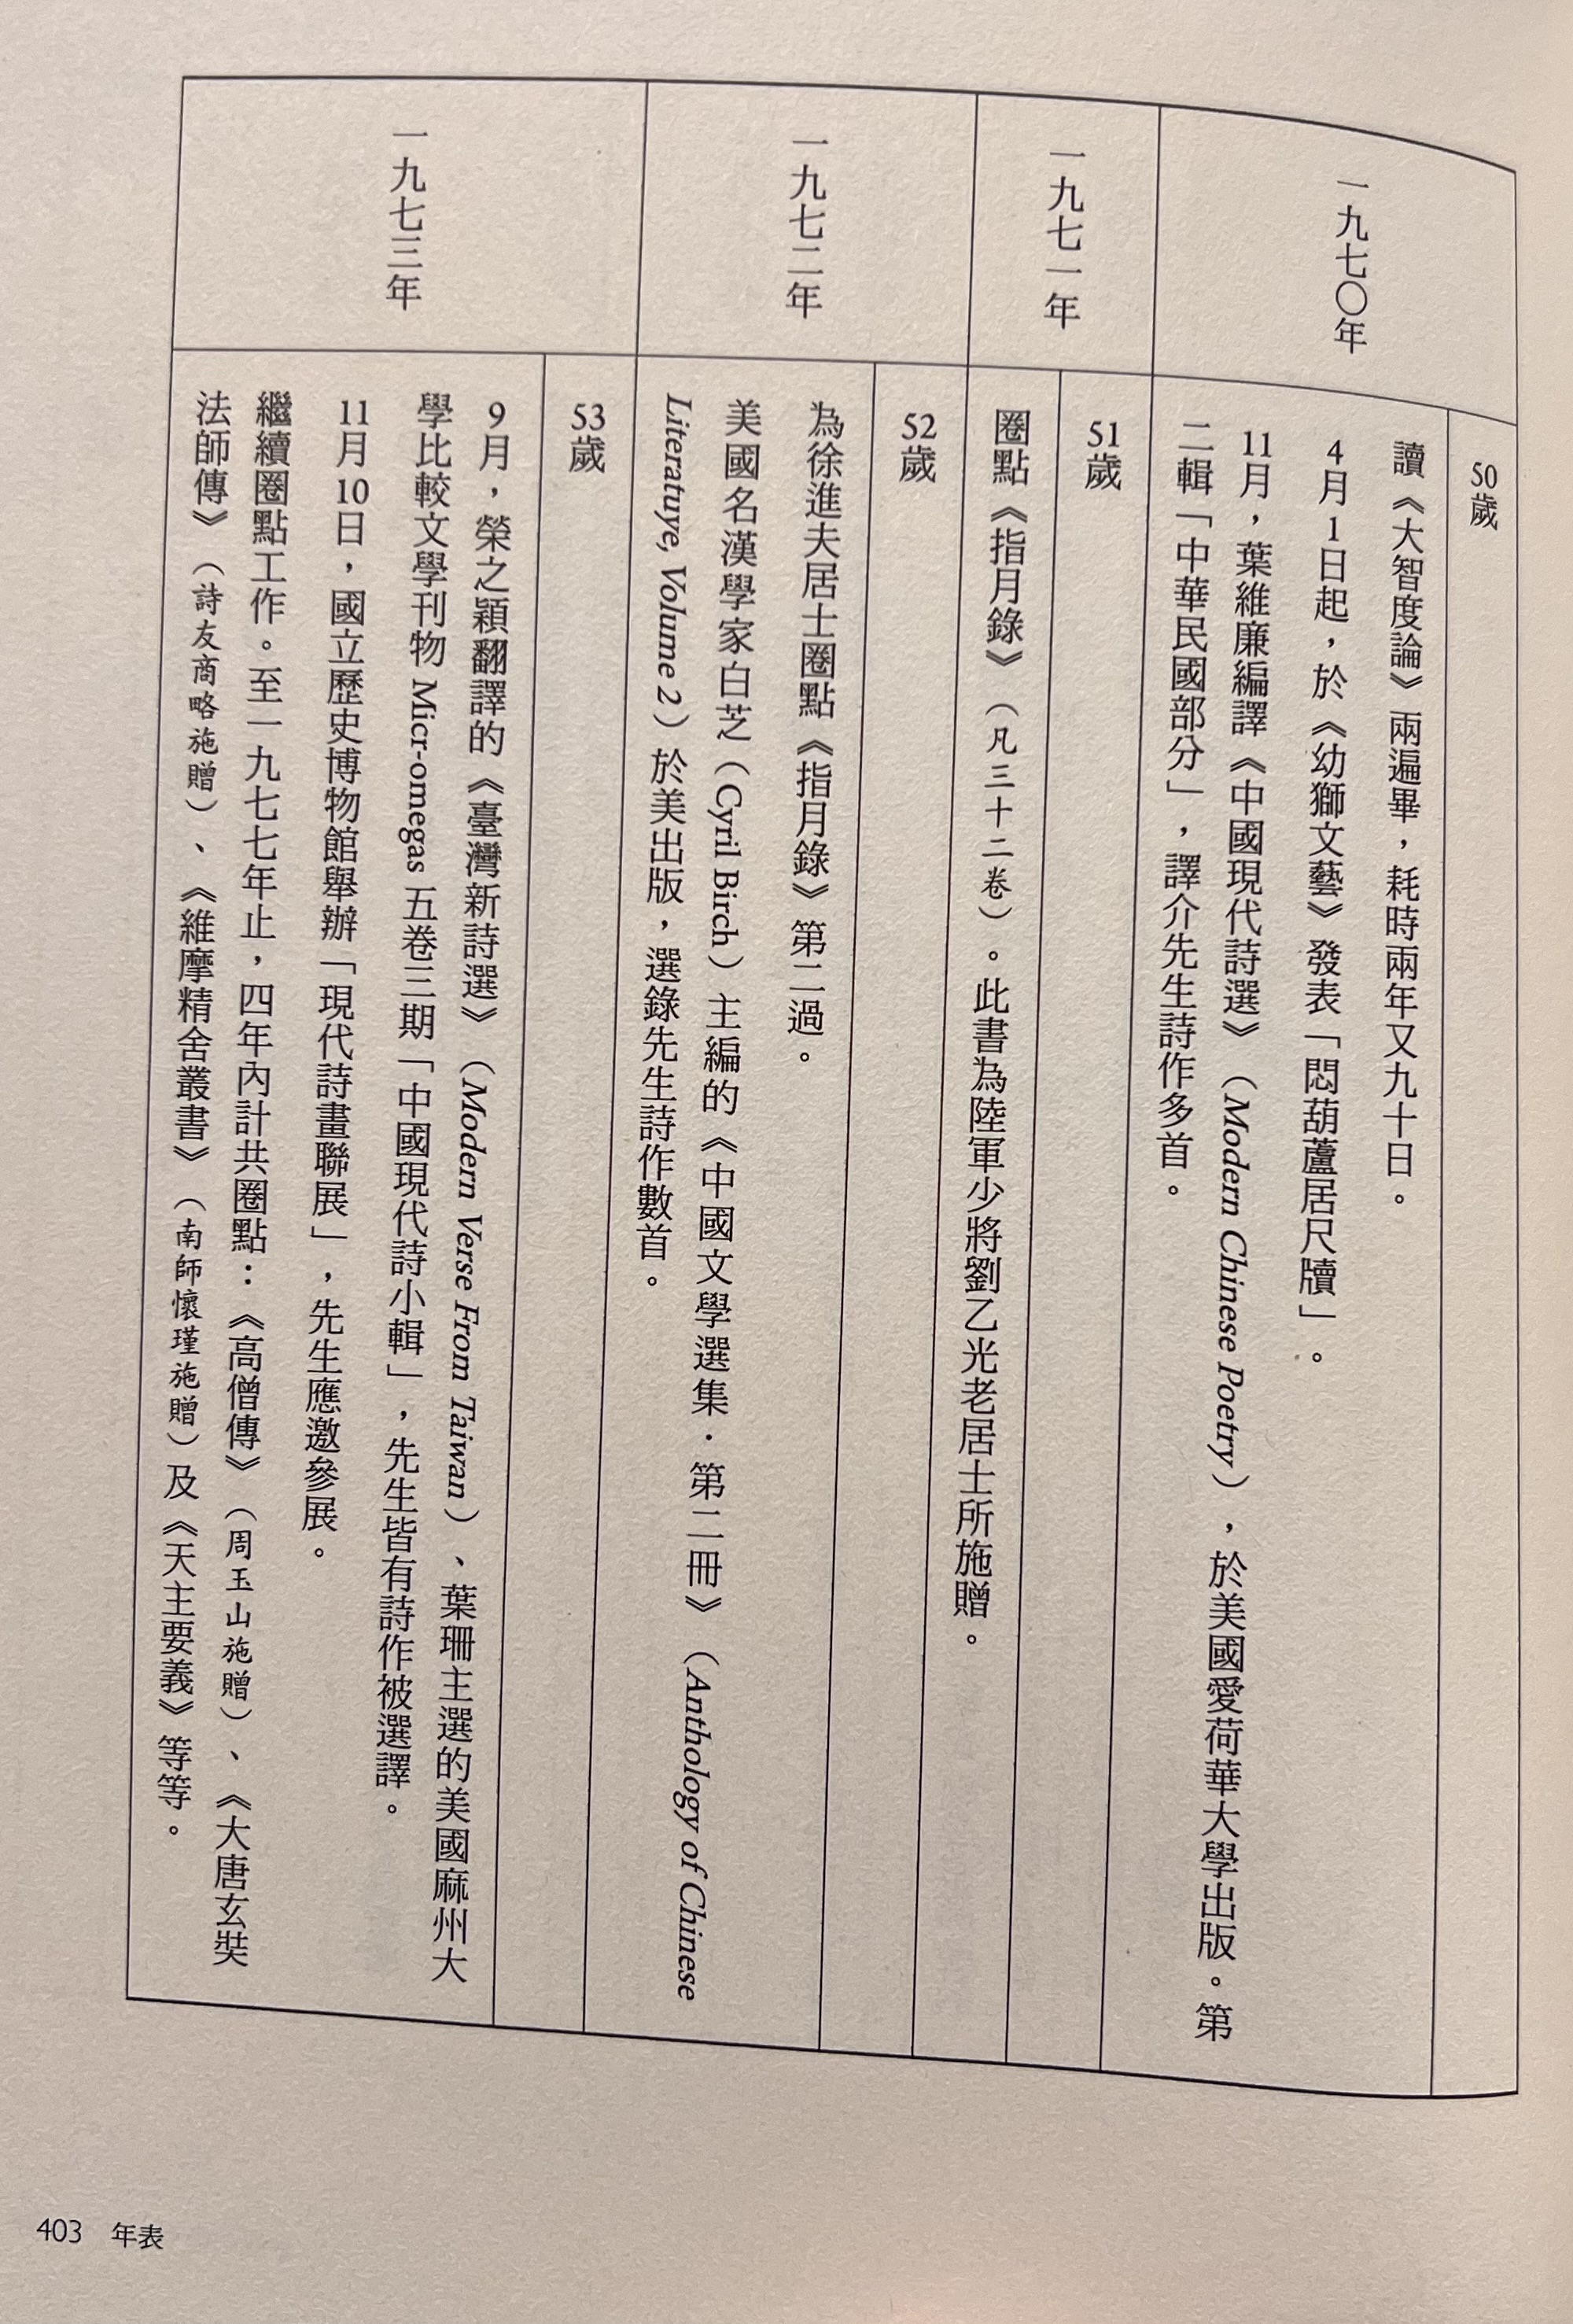 一九七〇年
50歲
讀《大智度論》兩遍畢，耗時兩年又九十日。
4月1日起，於《幼獅文藝》發表「悶葫蘆居尺牘」。
11月，葉維廉編譯《中國現代詩選》（Modern Chinese Poetry），於美國愛荷華大學出版。第
二輯「中華民國部分」，譯介先生詩作多首。
一九七一年
51歲
圈點《指月錄》（凡三十二卷）。此書為陸軍少將劉乙光老居士所施贈。
一九七二年
52歲
為徐進夫居士圈點《指月錄》第二過。
美國名漢學家白芝（Cyril Birch）主編的《中國文學選集．第二冊》（Anthology of Chinese
Literatuye, Volume 2）於美出版，選錄先生詩作數首。
一九七三年
53歲
9月，榮之穎翻譯的《臺灣新詩選》（Modern Verse From Taiwan）、葉珊主選的美國麻州大
學比較文學刊物 Micr-omegas 五卷三期「中國現代詩小輯」，先生皆有詩作被選譯。
11月10日，國立歷史博物館舉辦「現代詩畫聯展」，先生應邀參展。
繼續圈點工作。至一九七七年止，四年內計共圈點：《高僧傳》（周玉山施贈）、《大唐玄奘
法師傳》（詩友商略施贈）、《維摩精舍叢書》（南師懷瑾施贈）及《天主要義》等等。
403 年表